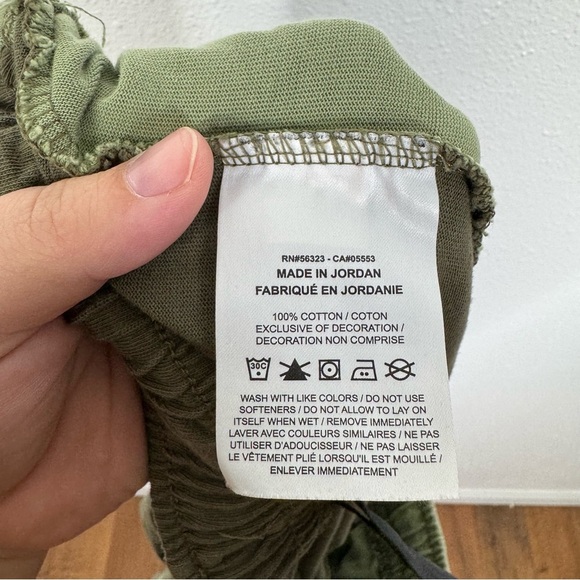 RN#56323 - CA#05553
MADE IN JORDAN
FABRIQUÉ EN JORDANIE
100% COTTON / COTON
EXCLUSIVE OF DECORATION /
DECORATION NON COMPRISE
30C
WASH WITH LIKE COLORS / DO NOT USE
SOFTENERS / DO NOT ALLOW TO LAY ON
ITSELF WHEN WET / REMOVE IMMEDIATELY
LAVER AVEC COULEURS SIMILAIRES / NE PAS
UTILISER D'ADOUCISSEUR / NE PAS LAISSER
LE VÊTEMENT PLIÉ LORSQU'IL EST MOUILLÉ /
ENLEVER IMMÉDIATEMENT